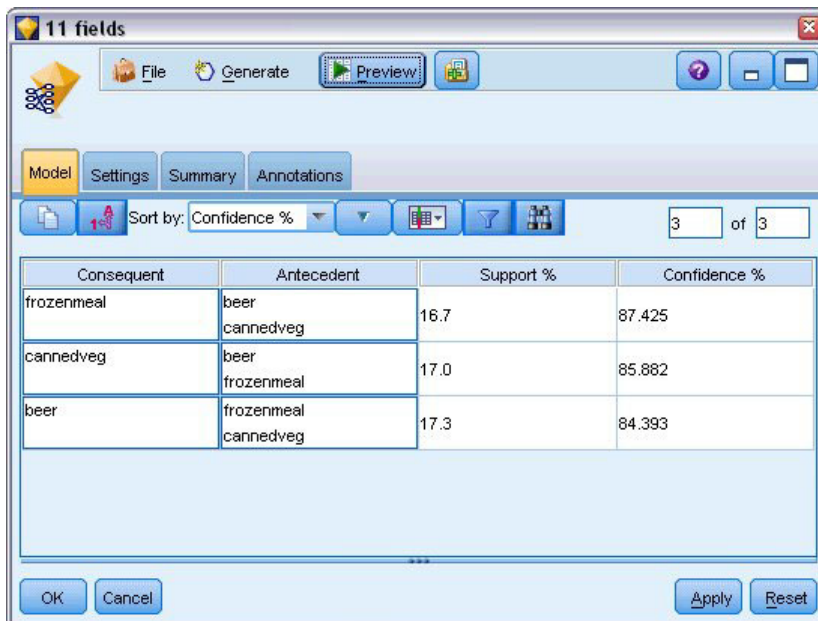 11 fields
File Generate Preview
Model Settings Summary Annotations
Sort by: Confidence % 3 of 3
Consequent Antecedent Support % Confidence %
frozenmeal beer 16.7 87.425
cannedveg
cannedveg beer 17.0 85.882
frozenmeal
beer frozenmeal 17.3 84.393
cannedveg
OK Cancel Apply Reset